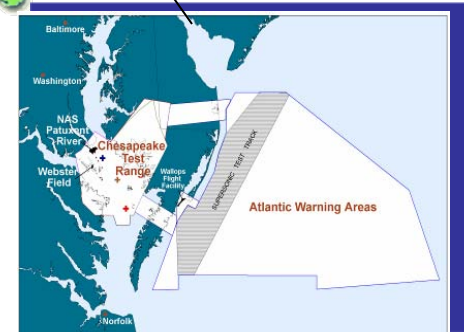 Baltimore
Washington
NAS
Patuxent
River
Webster
Field
Chesapeake
Test
Range
Wallops
Flight
Facility
SUPERSONIC TEST TRACK
Atlantic Warning Areas
Norfolk